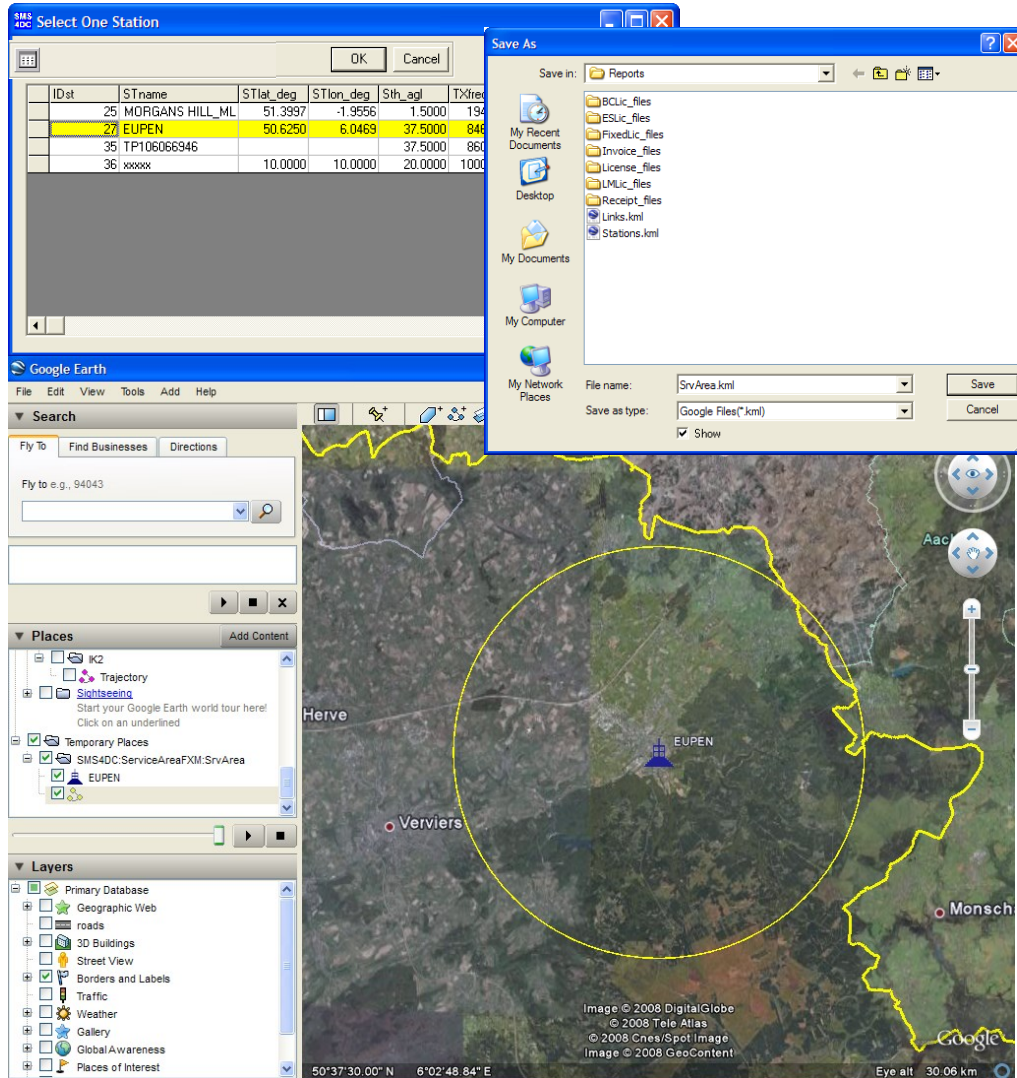 SMS
4DC Select One Station
OK Cancel
IDst STname STlat_deg STlon_deg Sth_agl
25 MORGANS HILL_ML 51.3997 -1.9556 1.5000
27 EUPEN 50.6250 6.0469 37.5000
35 TP106066946 37.5000
36 xxxxx 10.0000 10.0000 20.0000
Save As
Save in: Reports
My Recent Documents
Desktop
My Documents
My Computer
My Network Places
BCLic_files
ESLic_files
FixedLic_files
Invoice_files
License_files
LMLic_files
Receipt_files
Links.kml
Stations.kml
File name: SrvArea.kml Save
Save as type: Google Files(*.kml) Cancel
Show
Google Earth
File Edit View Tools Add Help
Search
Fly To Find Businesses Directions
Fly to e.g., 94043
Places Add Content
IK2
Trajectory
Sightseeing
Start your Google Earth world tour here!
Click on an underlined
Temporary Places
SMS4DC:ServiceAreaFXM:SrvArea
EUPEN
Layers
Primary Database
Geographic Web
roads
3D Buildings
Street View
Borders and Labels
Traffic
Weather
Gallery
Global Awareness
Places of Interest
Herve
Verviers
EUPEN
Image © 2008 DigitalGlobe
© 2008 Tele Atlas
© 2008 Cnes/Spot Image
Image © 2008 GeoContent
Google
50°37'30.00" N 6°02'48.84" E Eye alt 30.06 km